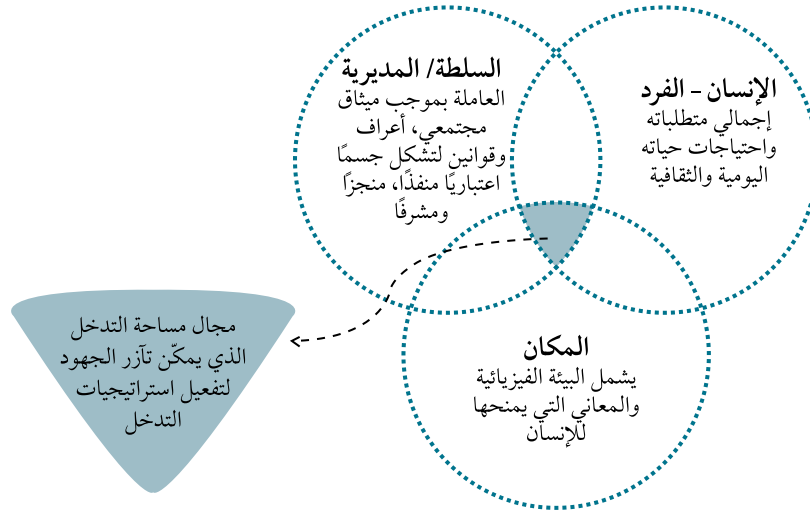 الإنسان – الفرد
إجمالي متطلباته
واحتياجات حياته
اليومية والثقافية
السلطة/ المديرية
العاملة بموجب ميثاق
مجتمعي، أعراف
وقوانين لتشكل جسمًا
اعتباريًا منفذًا، منجزًا
ومشرفًا
المكان
يشمل البيئة الفيزيائية
والمعاني التي يمنحها
للإنسان
مجال مساحة التدخل
الذي يمكّن تآزر الجهود
لتفعيل استراتيجيات
التدخل